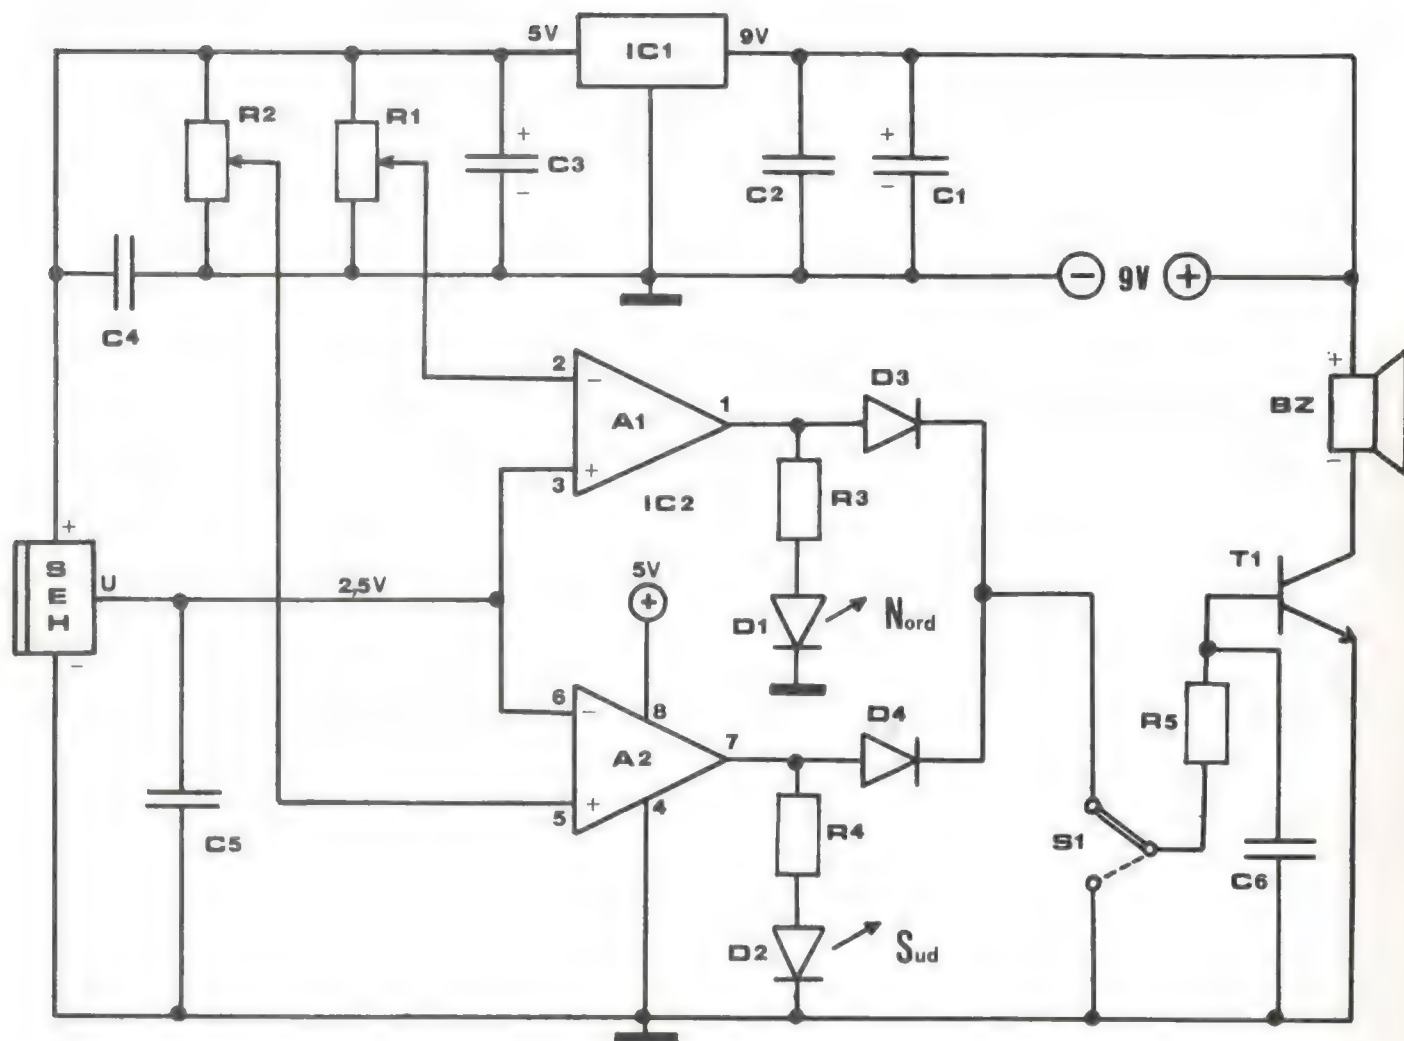 5V
IC1
9V
R2
R1
+
C3
-
C2
+
-
C1
C4
- 9V +
2
-
A1
1
3
+
IC2
D3
+
BZ
-
R3
+
SEH
U
-
2,5V
5V
+
D1
Nord
T1
6
-
8
A2
7
5
+
4
D4
R5
C5
R4
S1
C6
D2
Sud